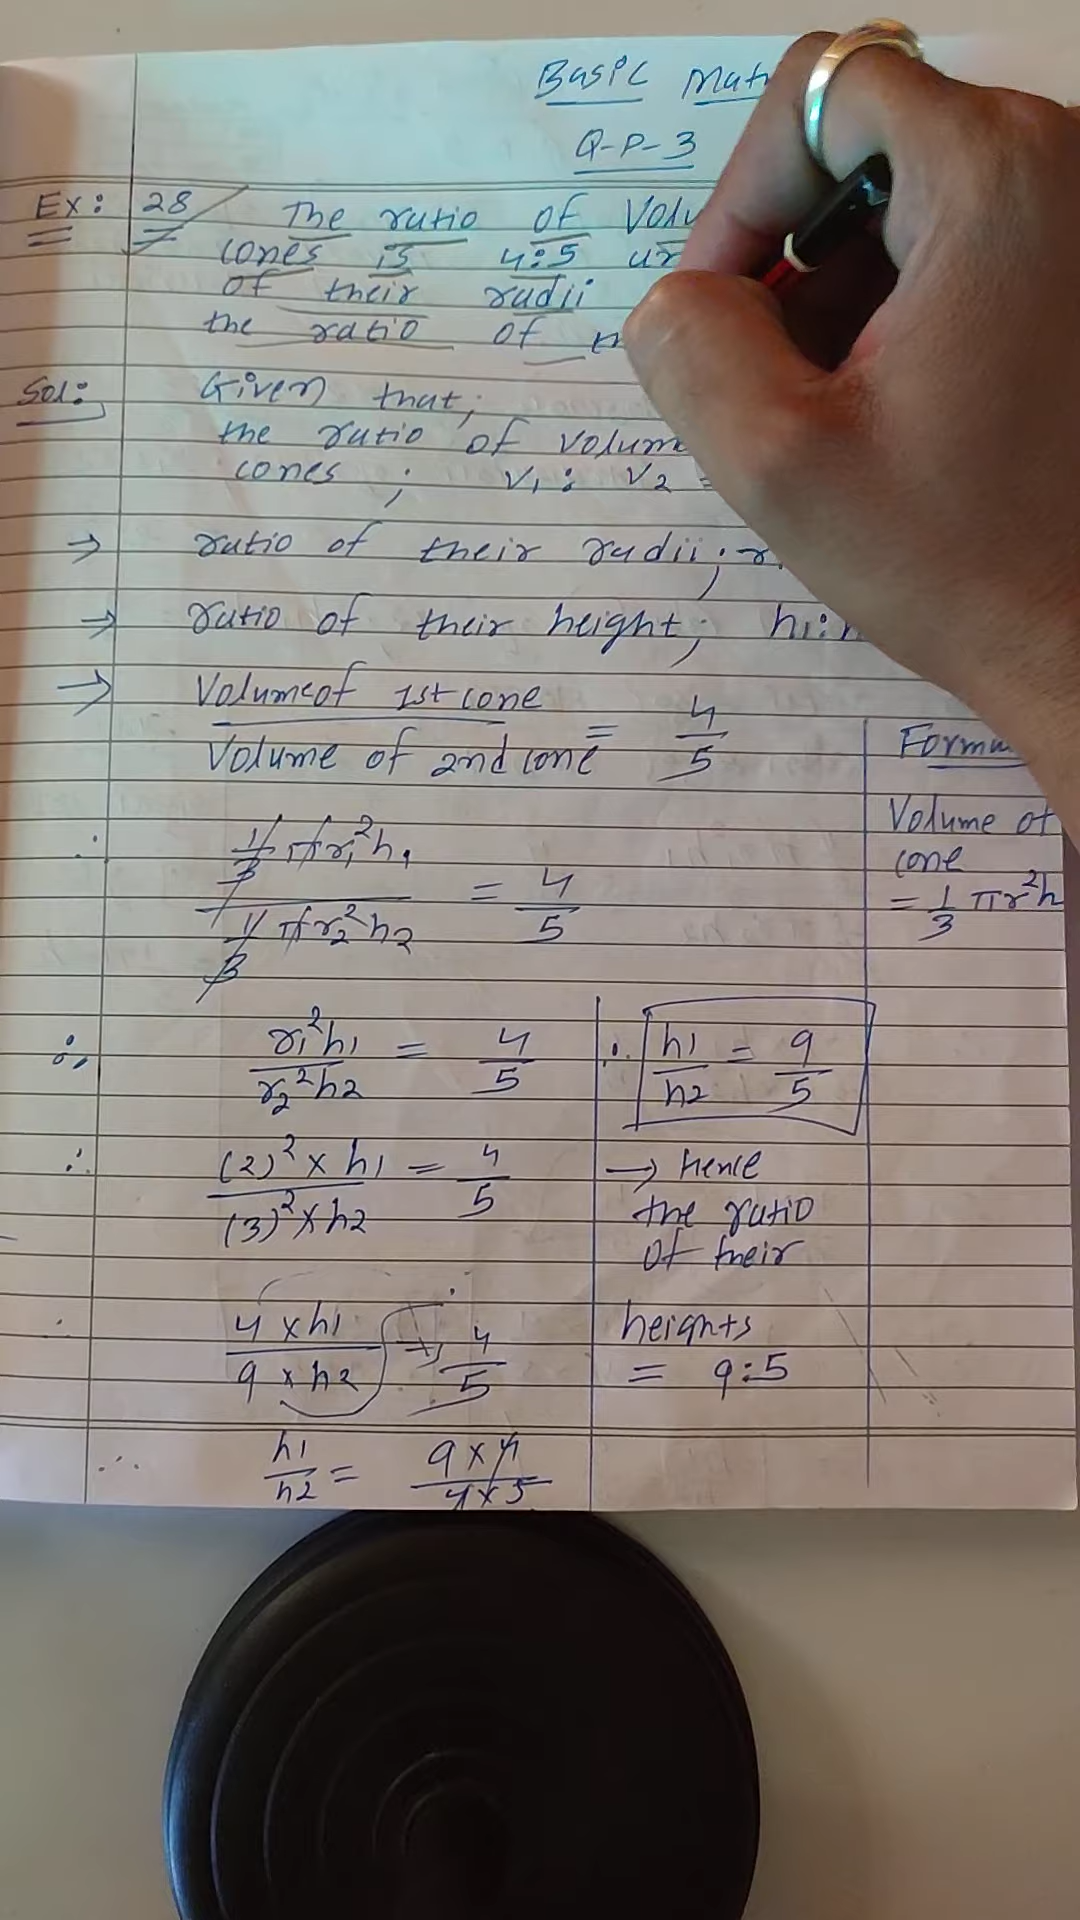 Basic
Q-P-3
Ex: 28 The ratio of
cones is 4:5
of their radii
the ratio of
Sol: Given that;
the ratio of volume
cones ; V1 : V2 =
→ ratio of their radii;
→ ratio of their height; h1:
→ Volume of 1st cone
Volume of 2nd cone = 4/5
Volume of
cone
= 1/3 πr²h
∴ 1/3 πr1²h1
1/3 πr2²h2 = 4/5
∴ r1²h1 / r2²h2 = 4/5
∴ (2)² × h1 / (3)² × h2 = 4/5
∴ 4 × h1 / 9 × h2 = 4/5
∴ h1/h2 = 9 × 4 / 4 × 5
∴ h1/h2 = 9/5
→ Hence
the ratio
of their
heights
= 9:5